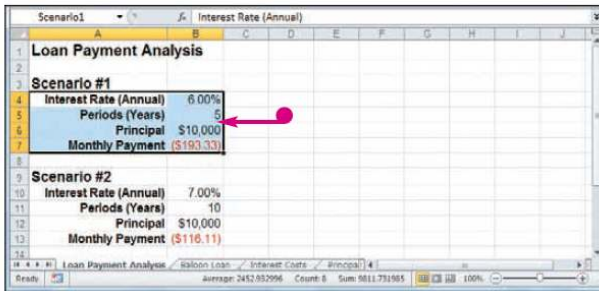 Scenario1 fx Interest Rate (Annual)
A B C D E F G H I J
1 Loan Payment Analysis
2
3 Scenario #1
4 Interest Rate (Annual) 6.00%
5 Periods (Years) 5
6 Principal $10,000
7 Monthly Payment ($193.33)
8
9 Scenario #2
10 Interest Rate (Annual) 7.00%
11 Periods (Years) 10
12 Principal $10,000
13 Monthly Payment ($116.11)
14
Loan Payment Analysis Baloon Loan Interest Costs Principal
Ready Average: 2452.932996 Count: 8 Sum: 9811.731985 100%